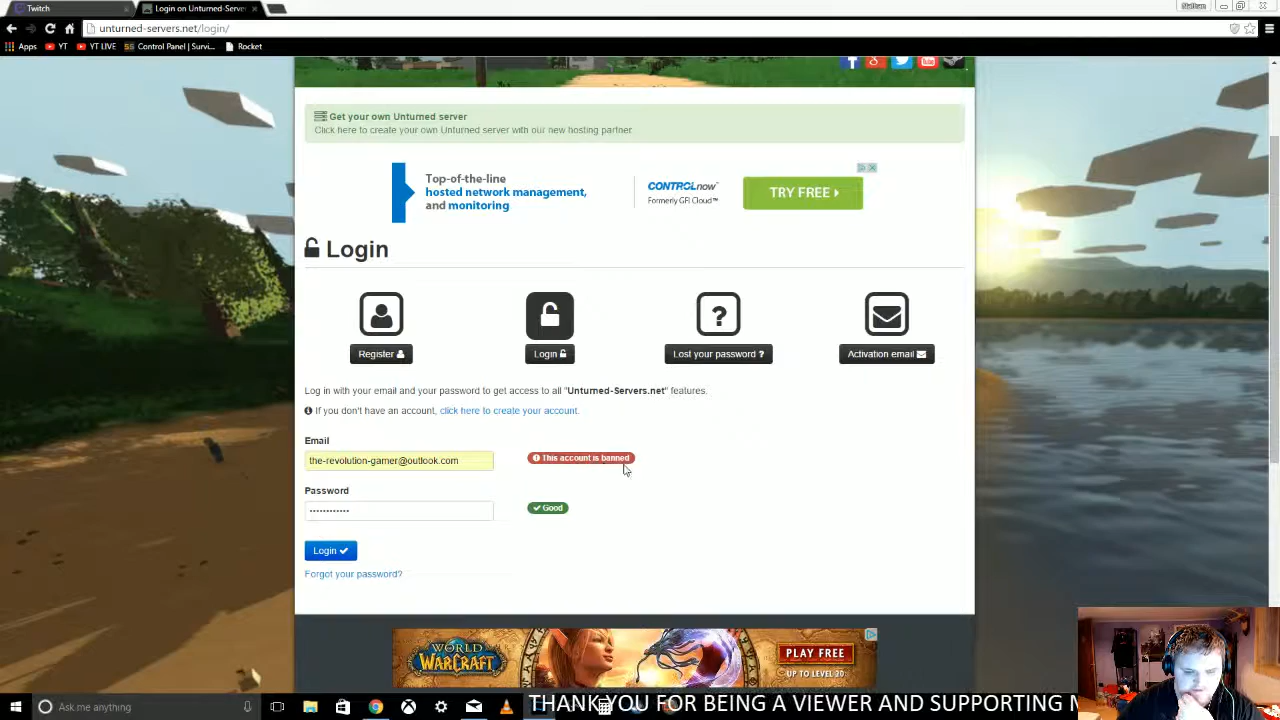 Twitch
Login on Unturned-Serve
Nathan
unturned-servers.net/login/
Apps YT YT LIVE Control Panel | Survi... Rocket
Get your own Unturned server
Click here to create your own Unturned server with our new hosting partner
Top-of-the-line
hosted network management,
and monitoring
CONTROLnow™
Formerly GFI Cloud™
TRY FREE
Login
Register
Login
Lost your password ?
Activation email
Log in with your email and your password to get access to all "Unturned-Servers.net" features.
If you don't have an account, click here to create your account.
Email
the-revolution-gamer@outlook.com
This account is banned
Password
Good
Login
Forgot your password?
WORLD
WARCRAFT
PLAY FREE
UP TO LEVEL 20
Ask me anything
THANK YOU FOR BEING A VIEWER AND SUPPORTING M